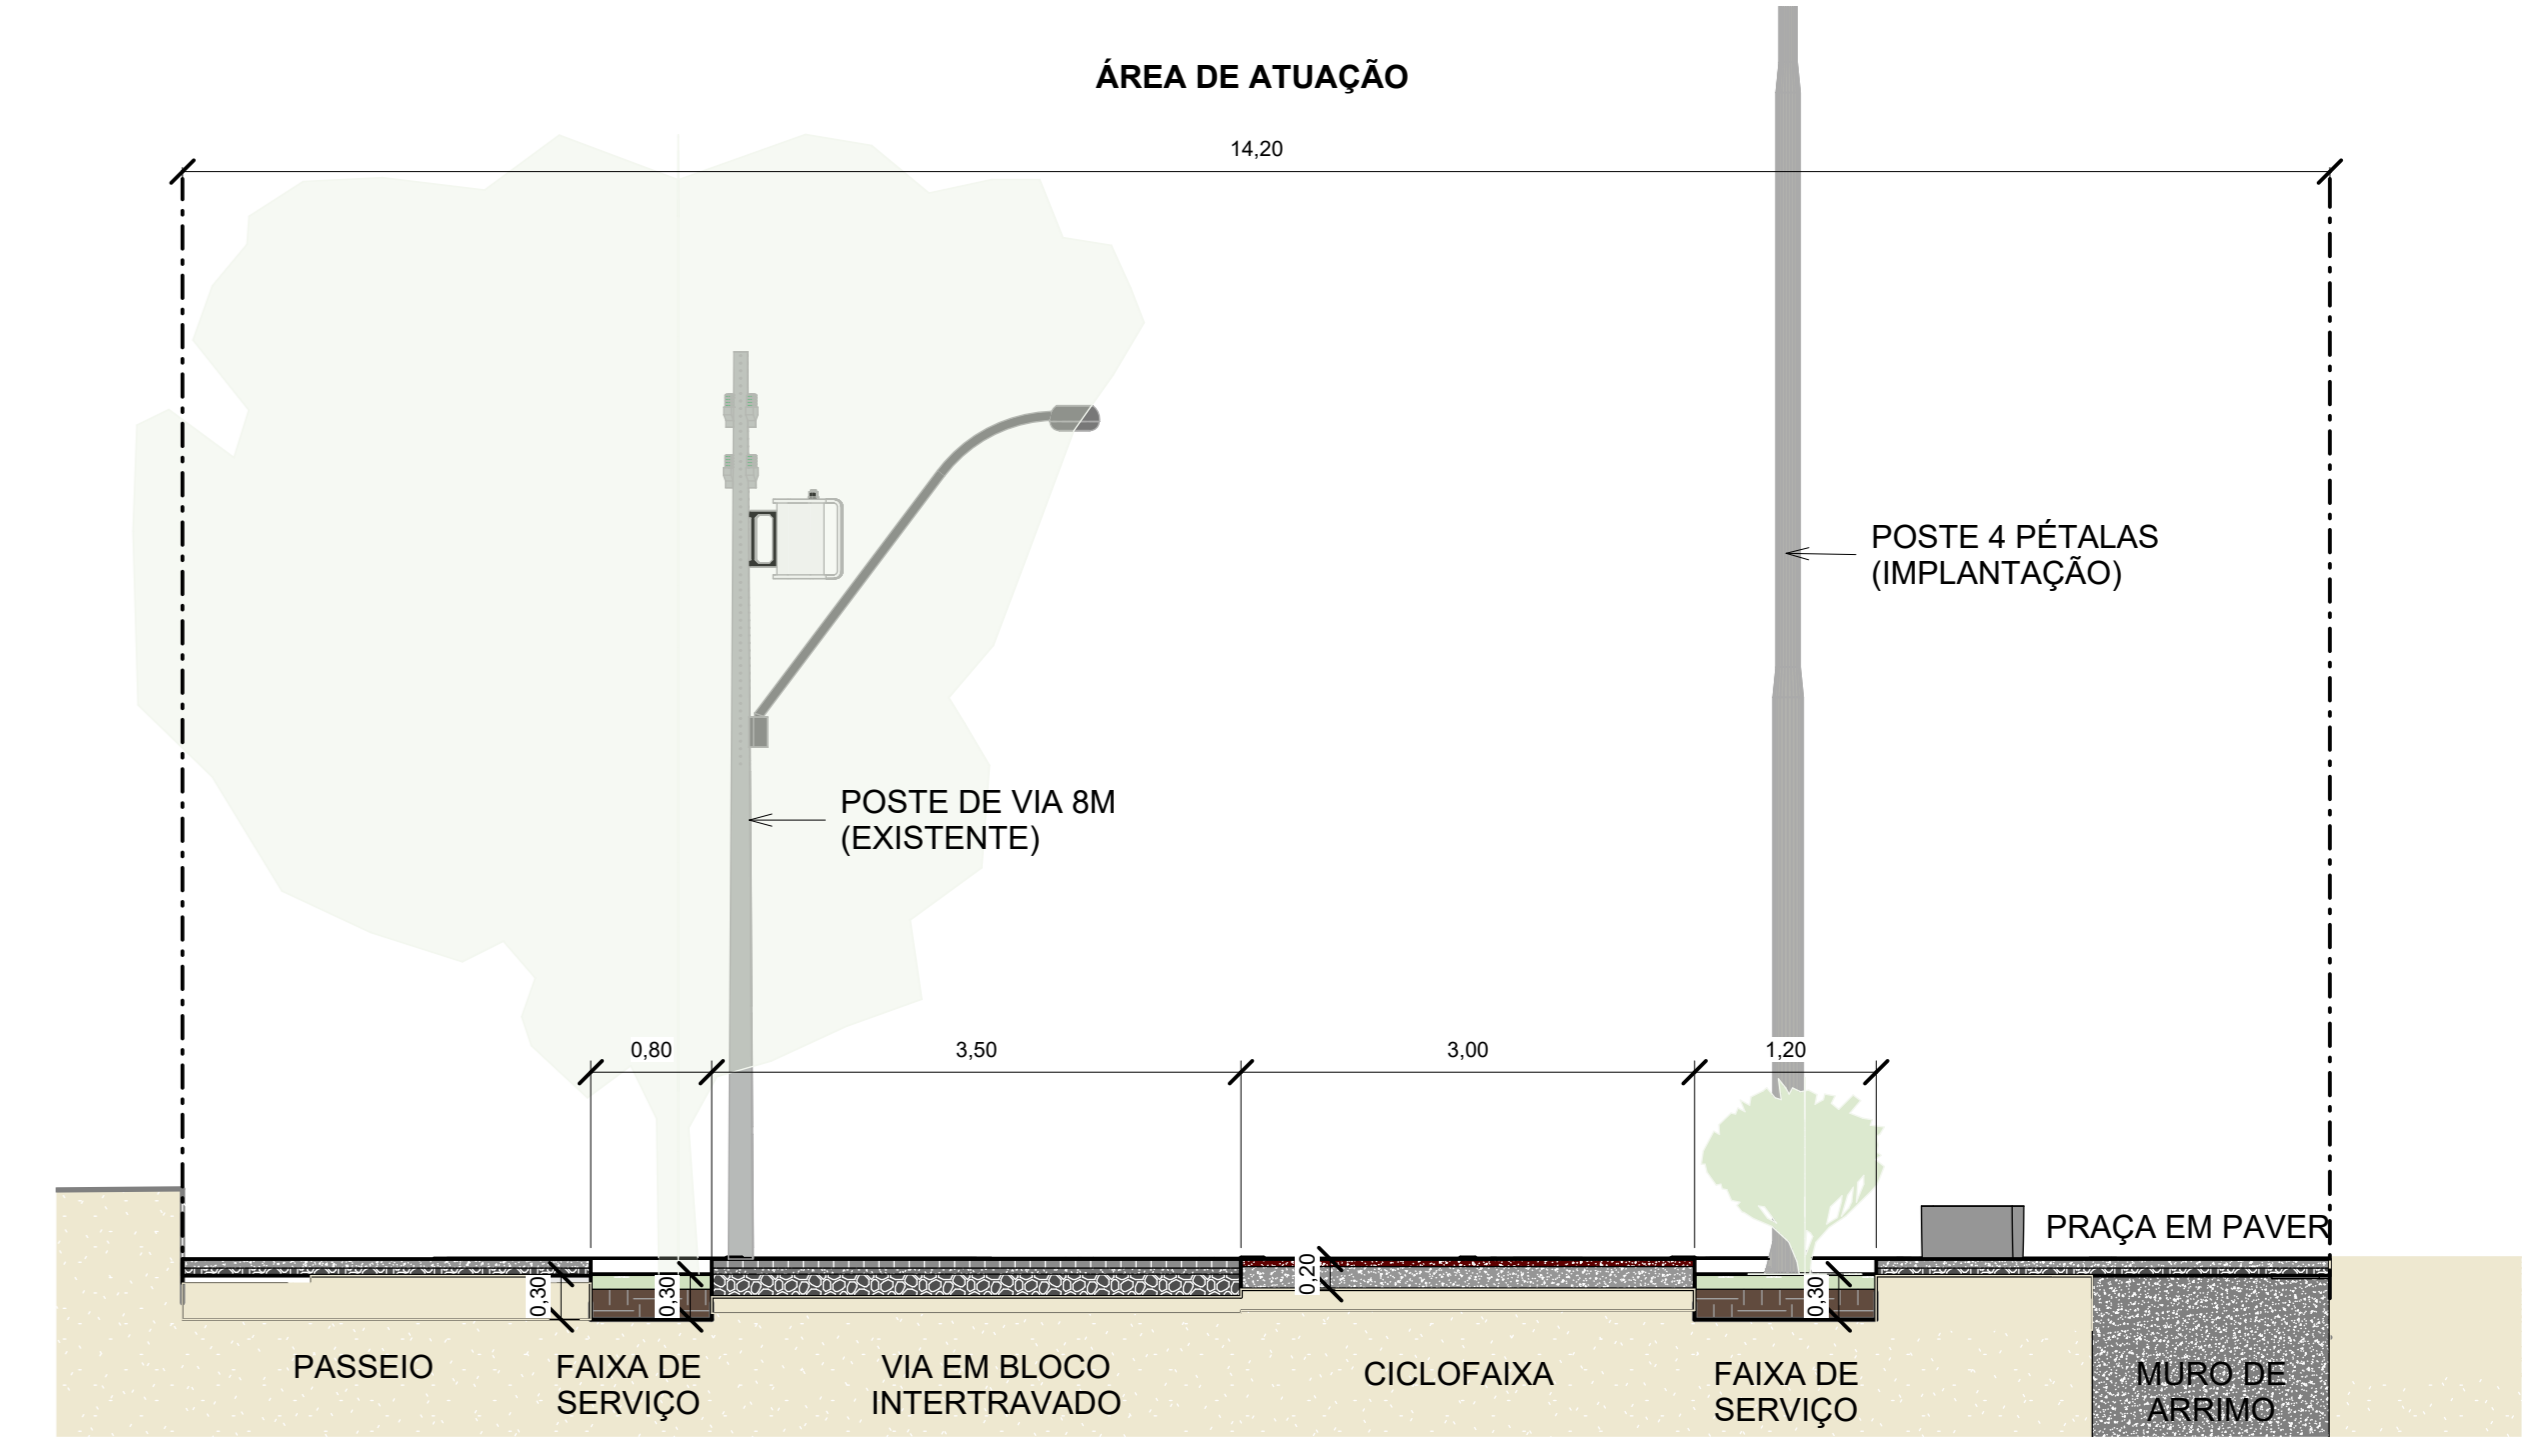 ÁREA DE ATUAÇÃO
14,20
POSTE 4 PÉTALAS
(IMPLANTAÇÃO)
POSTE DE VIA 8M
(EXISTENTE)
0,80
3,50
3,00
1,20
PRAÇA EM PAVER
0,30
0,30
0,20
0,30
PASSEIO
FAIXA DE
SERVIÇO
VIA EM BLOCO
INTERTRAVADO
CICLOFAIXA
FAIXA DE
SERVIÇO
MURO DE
ARRIMO